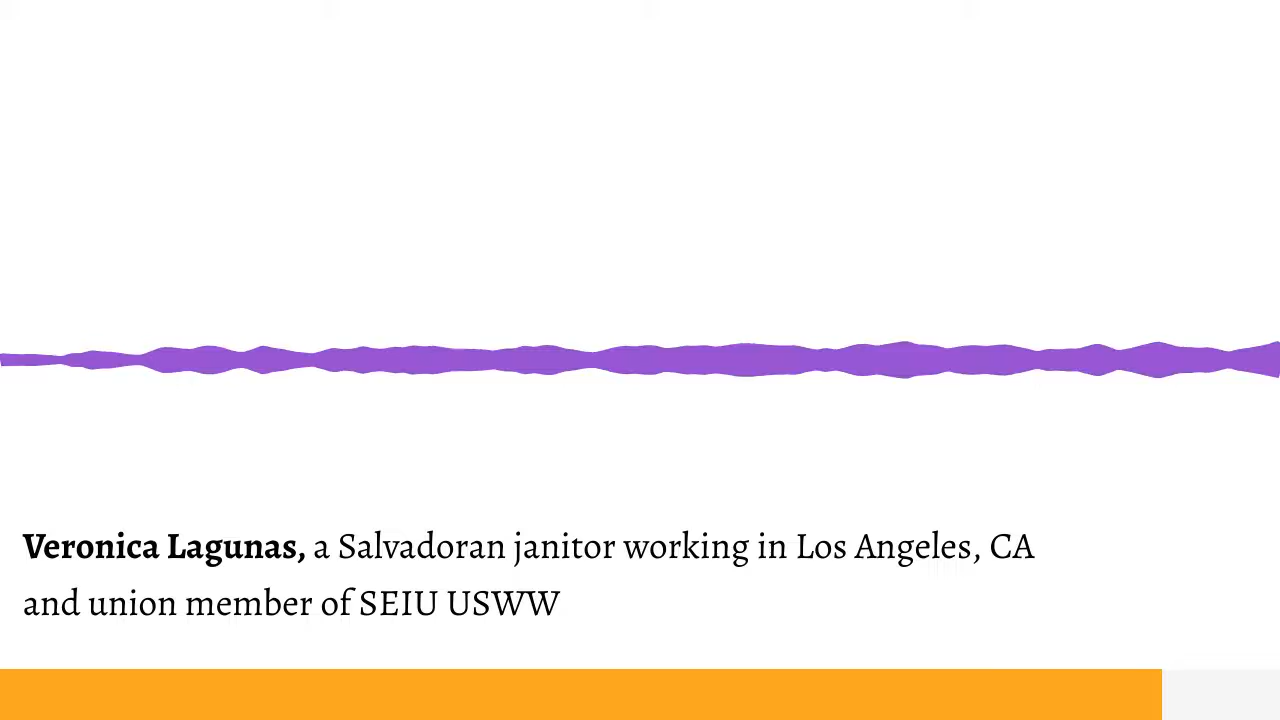 Veronica Lagunas, a Salvadoran janitor working in Los Angeles, CA
and union member of SEIU USWW